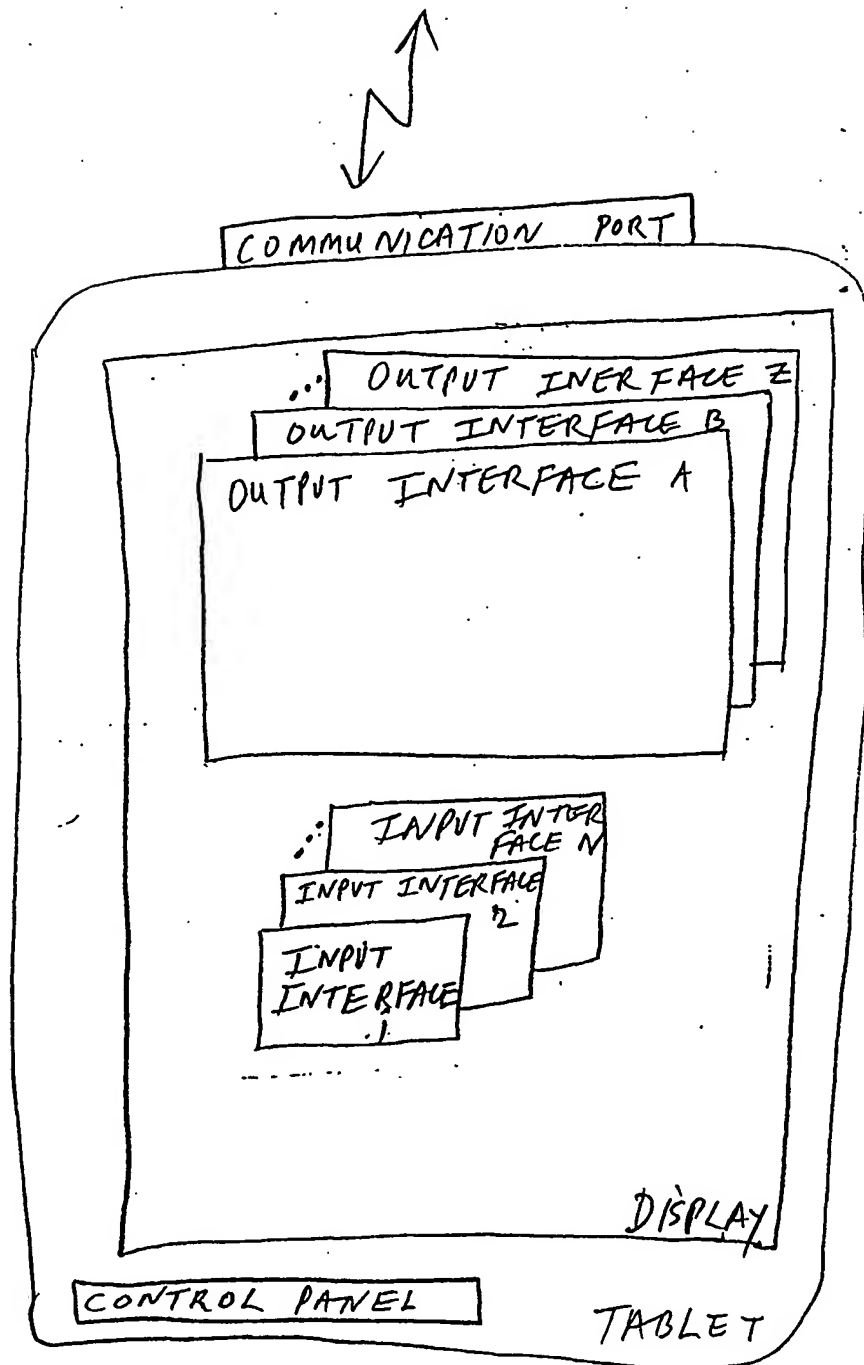 COMMUNICATION PORT
OUTPUT INERFACE Z
OUTPUT INTERFACE B
OUTPUT INTERFACE A
INPUT INTER
FACE N
INPUT INTERFACE
2
INPUT
INTERFACE
1
DISPLAY
CONTROL PANEL
TABLET